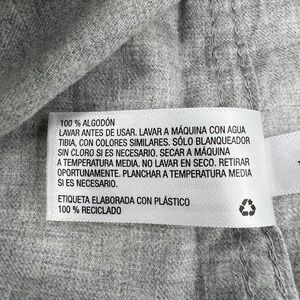 100 % ALGODÓN
LAVAR ANTES DE USAR. LAVAR A MÁQUINA CON AGUA
TIBIA, CON COLORES SIMILARES. SÓLO BLANQUEADOR
SIN CLORO SI ES NECESARIO. SECAR A MÁQUINA
A TEMPERATURA MEDIA. NO LAVAR EN SECO. RETIRAR
OPORTUNAMENTE. PLANCHAR A TEMPERATURA MEDIA
SI ES NECESARIO.
ETIQUETA ELABORADA CON PLÁSTICO
100 % RECICLADO